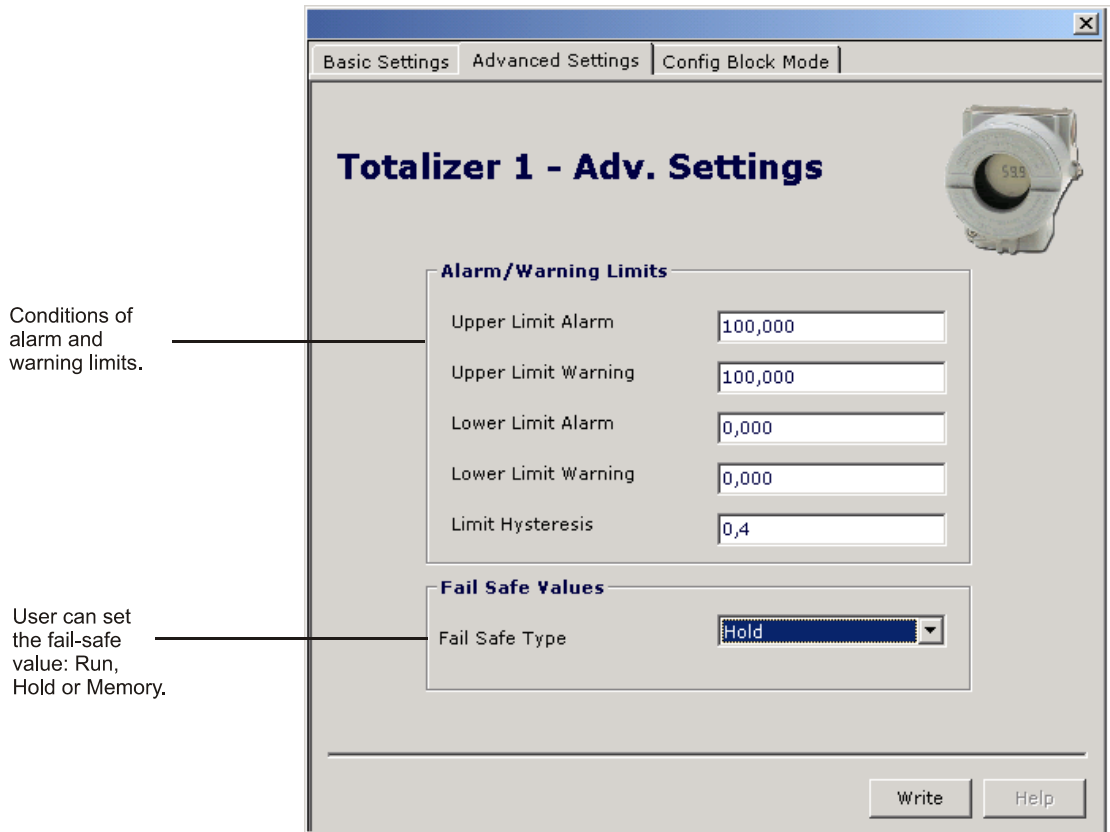 Basic Settings
Advanced Settings
Config Block Mode
Totalizer 1 - Adv. Settings
59.9
Alarm/Warning Limits
Conditions of
alarm and
warning limits.
Upper Limit Alarm 100,000
Upper Limit Warning 100,000
Lower Limit Alarm 0,000
Lower Limit Warning 0,000
Limit Hysteresis 0,4
Fail Safe Values
User can set
the fail-safe
value: Run,
Hold or Memory.
Fail Safe Type Hold
Write
Help